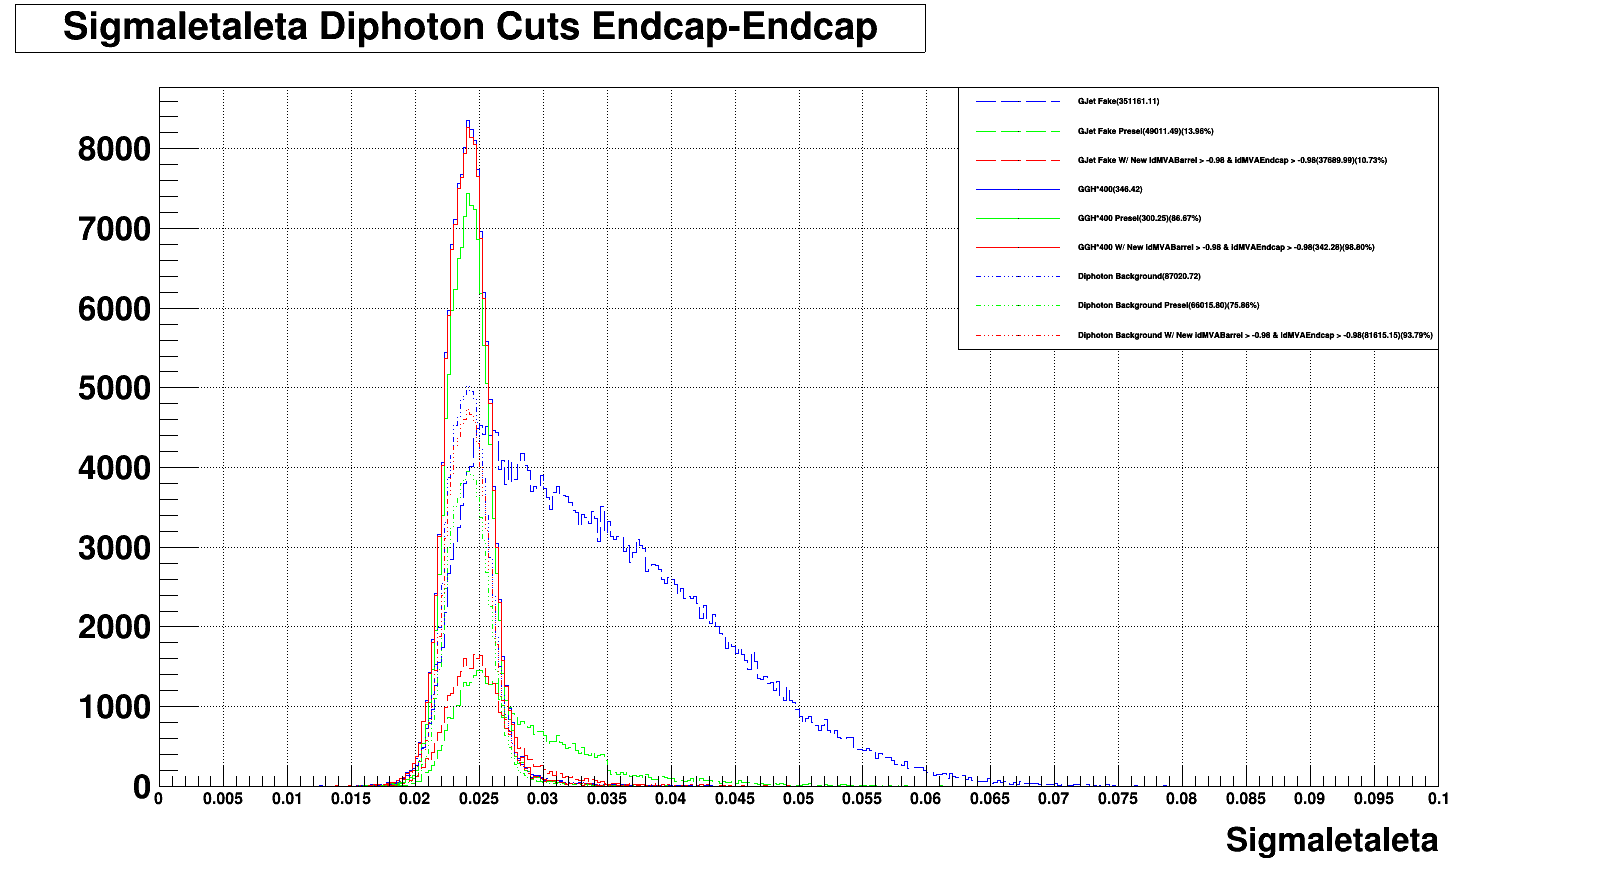 SigmaIetaIeta Diphoton Cuts Endcap-Endcap
GJet Fake(351161.11)
GJet Fake Presel(49011.49)(13.96%)
GJet Fake W/ New idMVABarrel > -0.98 & idMVAEndcap > -0.98(37689.99)(10.73%)
GGH*400(346.42)
GGH*400 Presel(300.25)(86.67%)
GGH*400 W/ New idMVABarrel > -0.98 & idMVAEndcap > -0.98(342.28)(98.80%)
Diphoton Background(87020.72)
Diphoton Background Presel(66015.80)(75.86%)
Diphoton Background W/ New idMVABarrel > -0.98 & idMVAEndcap > -0.98(81615.15)(93.79%)
8000
7000
6000
5000
4000
3000
2000
1000
0
0 0.005 0.01 0.015 0.02 0.025 0.03 0.035 0.04 0.045 0.05 0.055 0.06 0.065 0.07 0.075 0.08 0.085 0.09 0.095 0.1
SigmaIetaIeta